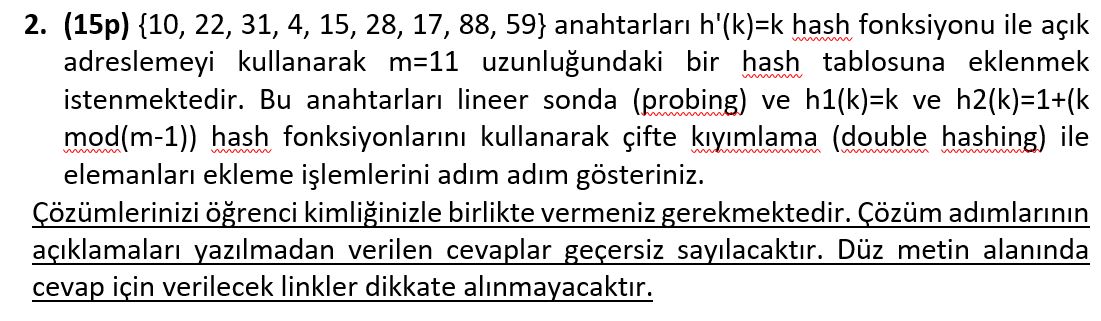 2. (15p) {10, 22, 31, 4, 15, 28, 17, 88, 59} anahtarları h'(k)=k hash fonksiyonu ile açık
adreslemeyi kullanarak m=11 uzunluğundaki bir hash tablosuna eklenmek
istenmektedir. Bu anahtarları lineer sonda (probing) ve h1(k)=k ve h2(k)=1+(k
mod(m-1)) hash fonksiyonlarını kullanarak çifte kıyımlama (double hashing) ile
elemanları ekleme işlemlerini adım adım gösteriniz.
Çözümlerinizi öğrenci kimliğinizle birlikte vermeniz gerekmektedir. Çözüm adımlarının
açıklamaları yazılmadan verilen cevaplar geçersiz sayılacaktır. Düz metin alanında
cevap için verilecek linkler dikkate alınmayacaktır.